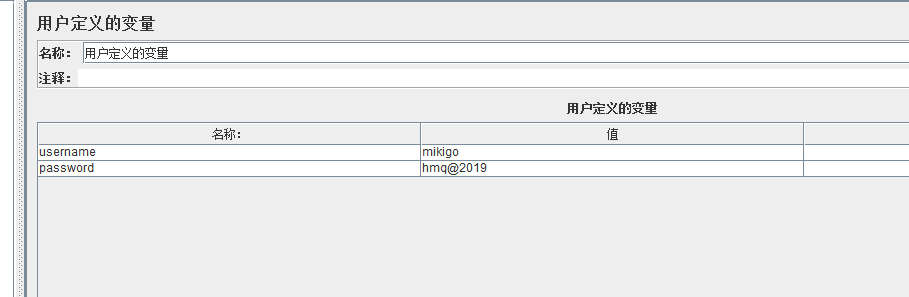 用户定义的变量
名称： 用户定义的变量
注释：
用户定义的变量
名称： 值
username mikigo
password hmq@2019